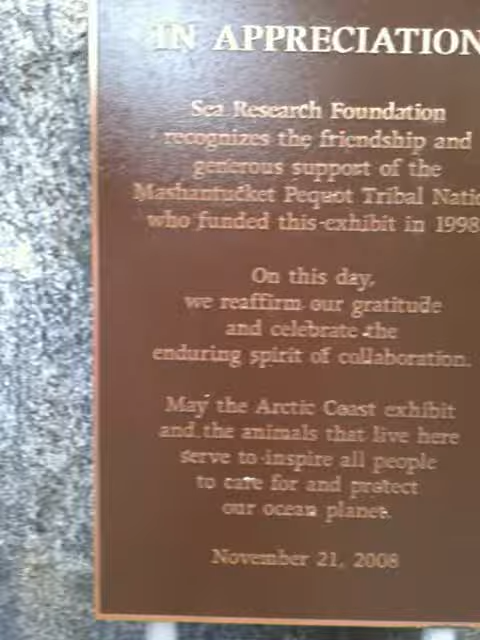 IN APPRECIATION
Sea Research Foundation
recognizes the friendship and
generous support of the
Mashantucket Pequot Tribal Natio
who funded this exhibit in 1998
On this day,
we reaffirm our gratitude
and celebrate the
enduring spirit of collaboration.
May the Arctic Coast exhibit
and the animals that live here
serve to inspire all people
to care for and protect
our ocean planet.
November 21, 2008